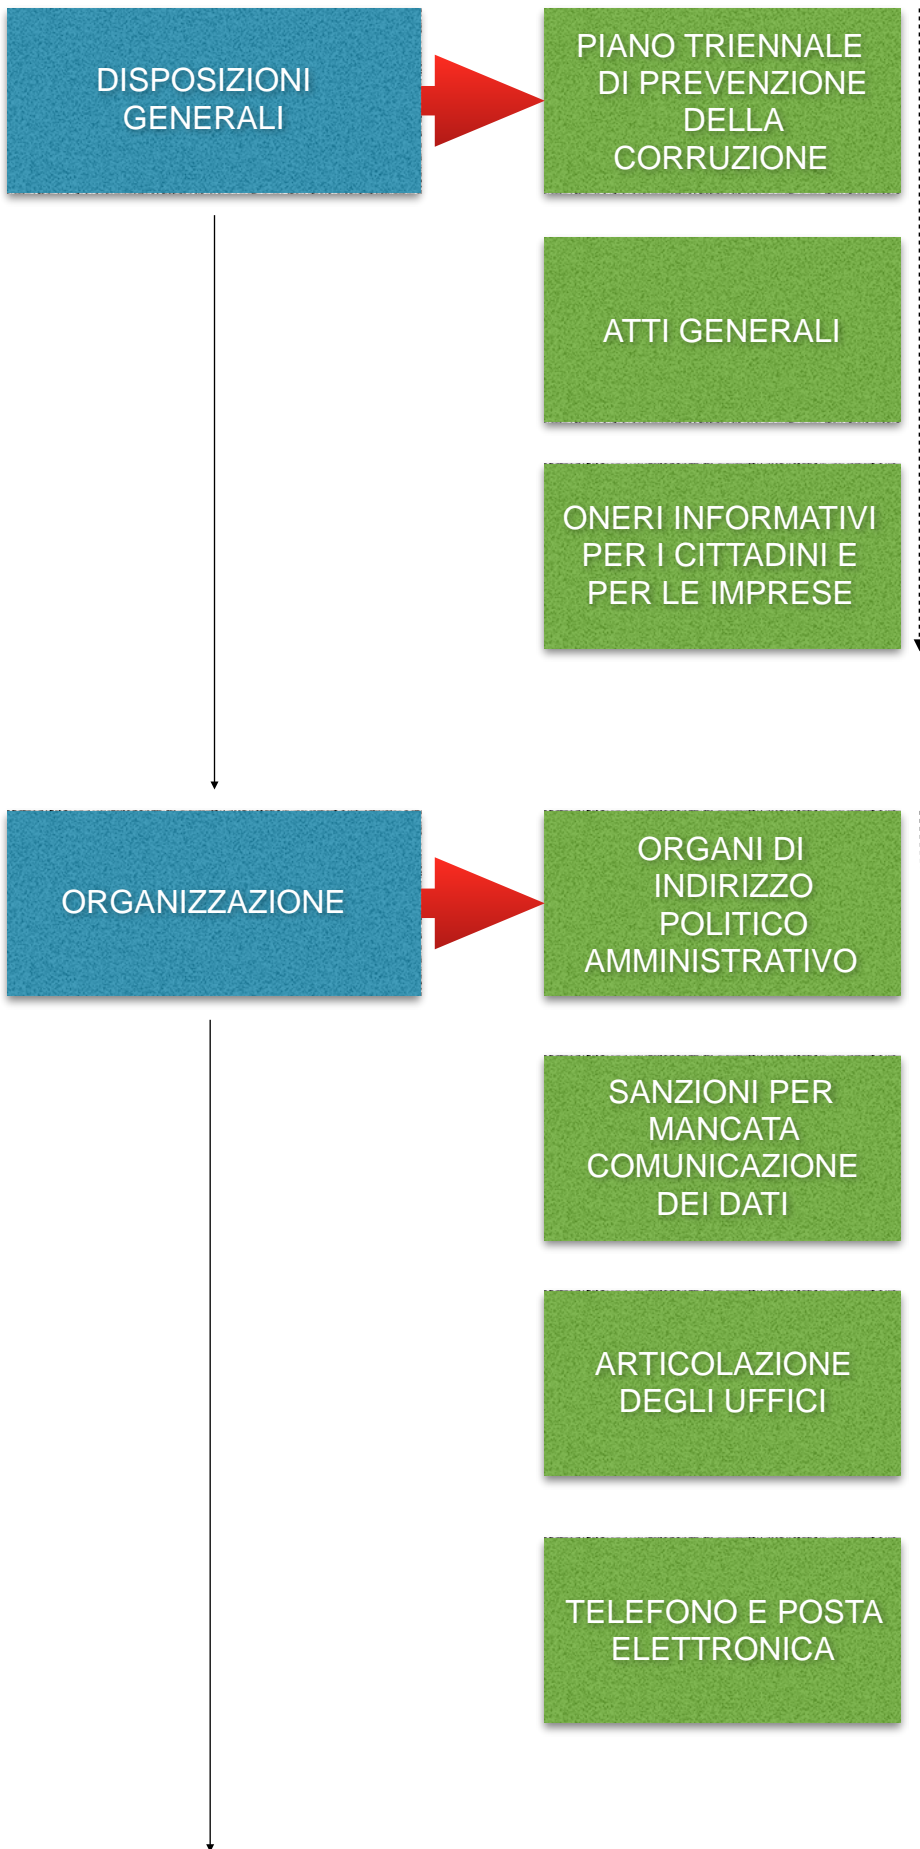 DISPOSIZIONI
GENERALI
PIANO TRIENNALE
DI PREVENZIONE
DELLA
CORRUZIONE
ATTI GENERALI
ONERI INFORMATIVI
PER I CITTADINI E
PER LE IMPRESE
ORGANIZZAZIONE
ORGANI DI
INDIRIZZO
POLITICO
AMMINISTRATIVO
SANZIONI PER
MANCATA
COMUNICAZIONE
DEI DATI
ARTICOLAZIONE
DEGLI UFFICI
TELEFONO E POSTA
ELETTRONICA